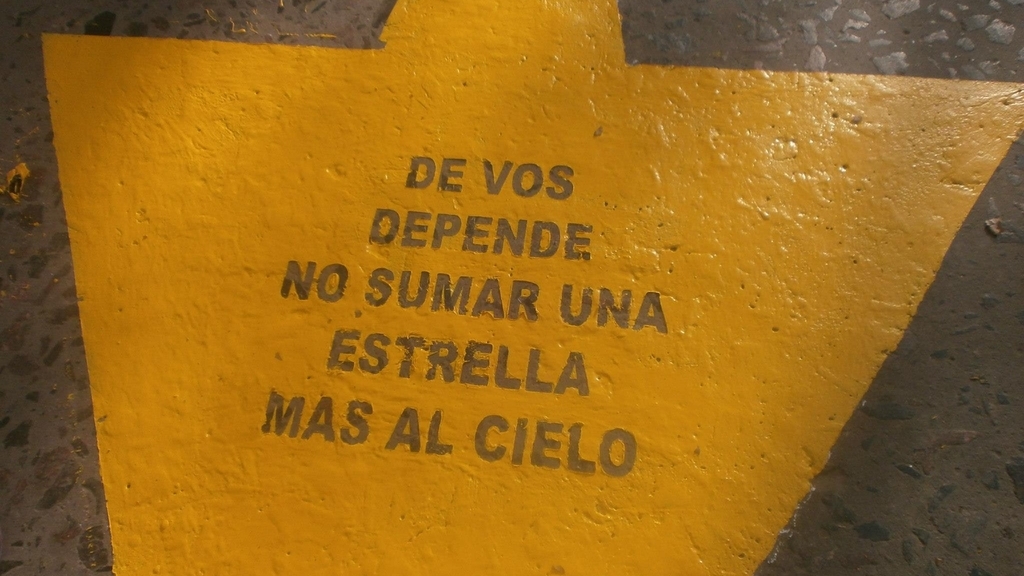 DE VOS
DEPENDE
NO SUMAR UNA
ESTRELLA
MAS AL CIELO